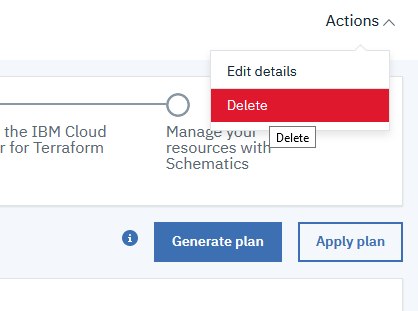 Actions
Edit details
Delete
Delete
the IBM Cloud
r for Terraform
Manage your
resources with
Schematics
Generate plan
Apply plan